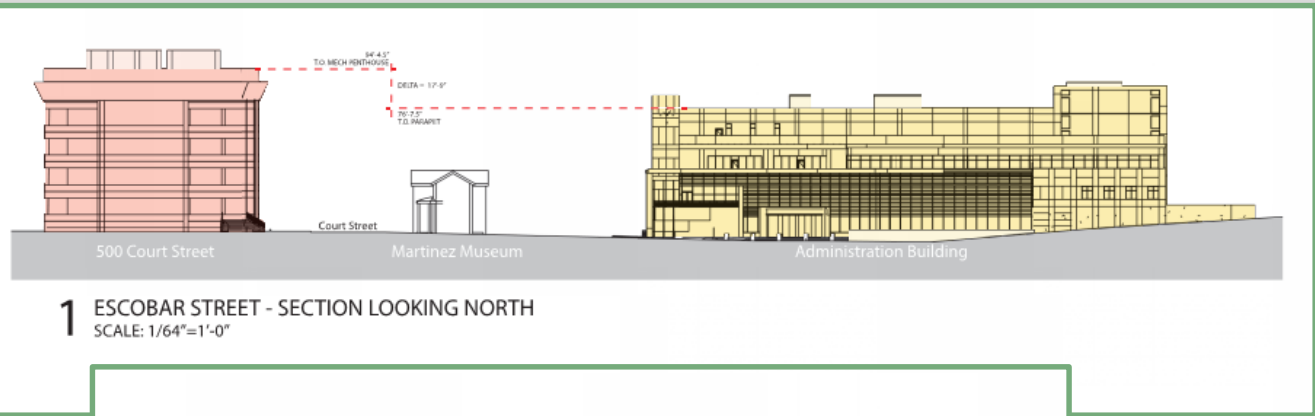 94'-4.5"
T.O. MECH PENTHOUSE
DELTA = 17'-9"
76'-7.5"
T.O. PARAPET
Court Street
500 Court Street
Martinez Museum
Administration Building
1 ESCOBAR STREET - SECTION LOOKING NORTH
SCALE: 1/64"=1'-0"